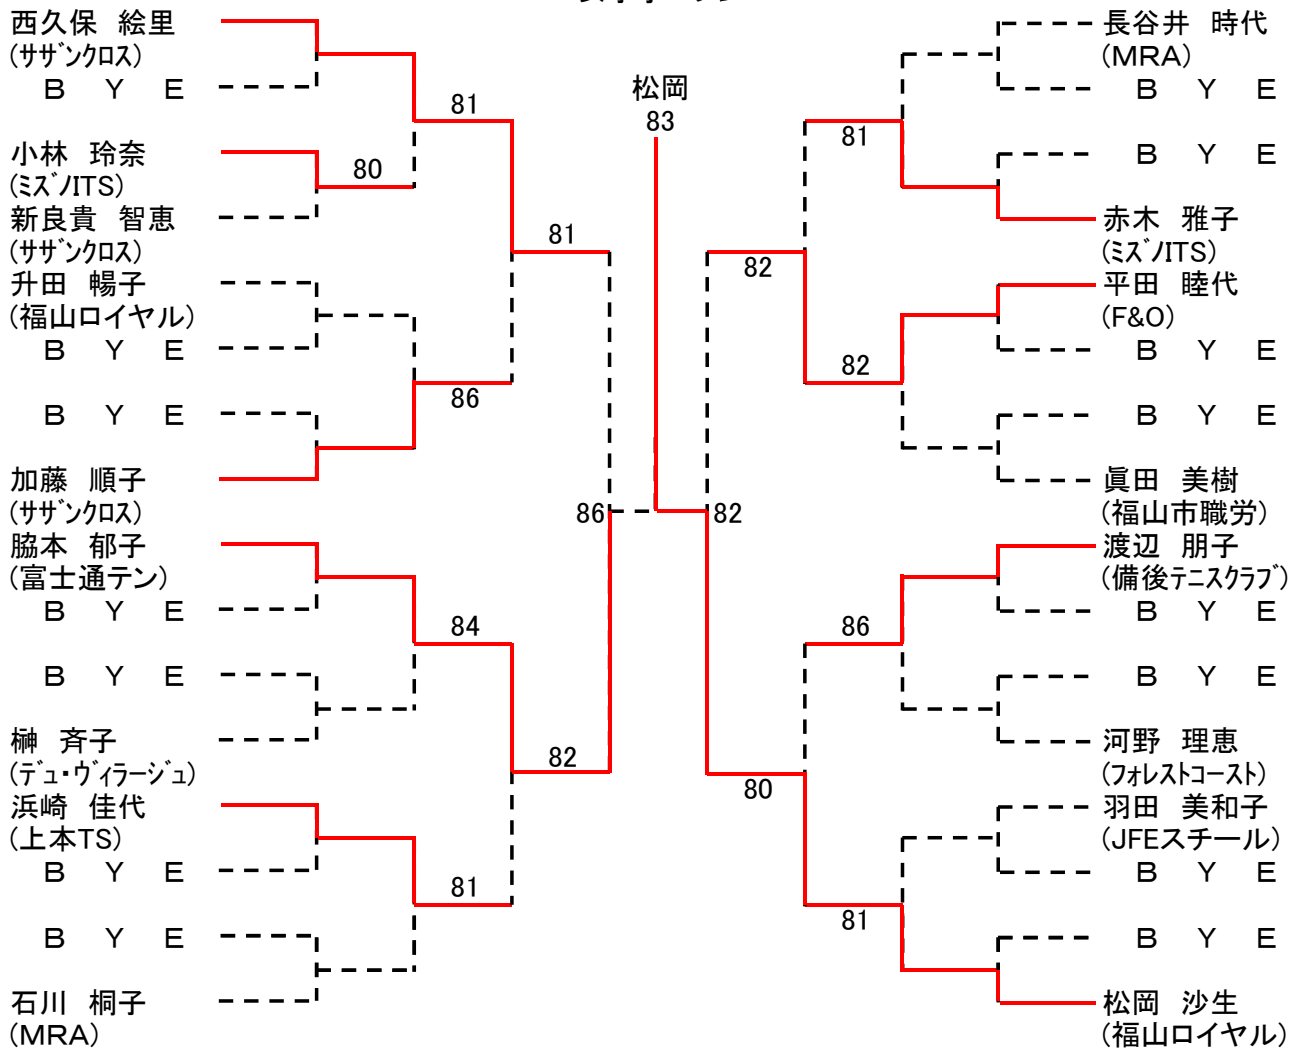 西久保 絵里
(サザンクロス)
B Y E
81
小林 玲奈
(ミズノITS)
80
新良貴 智恵
(サザンクロス)
81
升田 暢子
(福山ロイヤル)
B Y E
86
B Y E
加藤 順子
(サザンクロス)
86
脇本 郁子
(富士通テン)
B Y E
84
B Y E
榊 斉子
(デュ・ヴィラージュ)
82
浜崎 佳代
(上本TS)
B Y E
81
B Y E
石川 桐子
(MRA)
松岡
83
長谷井 時代
(MRA)
B Y E
81
B Y E
赤木 雅子
(ミズノITS)
82
平田 睦代
(F&O)
B Y E
82
B Y E
眞田 美樹
(福山市職労)
82
渡辺 朋子
(備後テニスクラブ)
B Y E
86
B Y E
河野 理恵
(フォレストコースト)
80
羽田 美和子
(JFEスチール)
B Y E
81
B Y E
松岡 沙生
(福山ロイヤル)